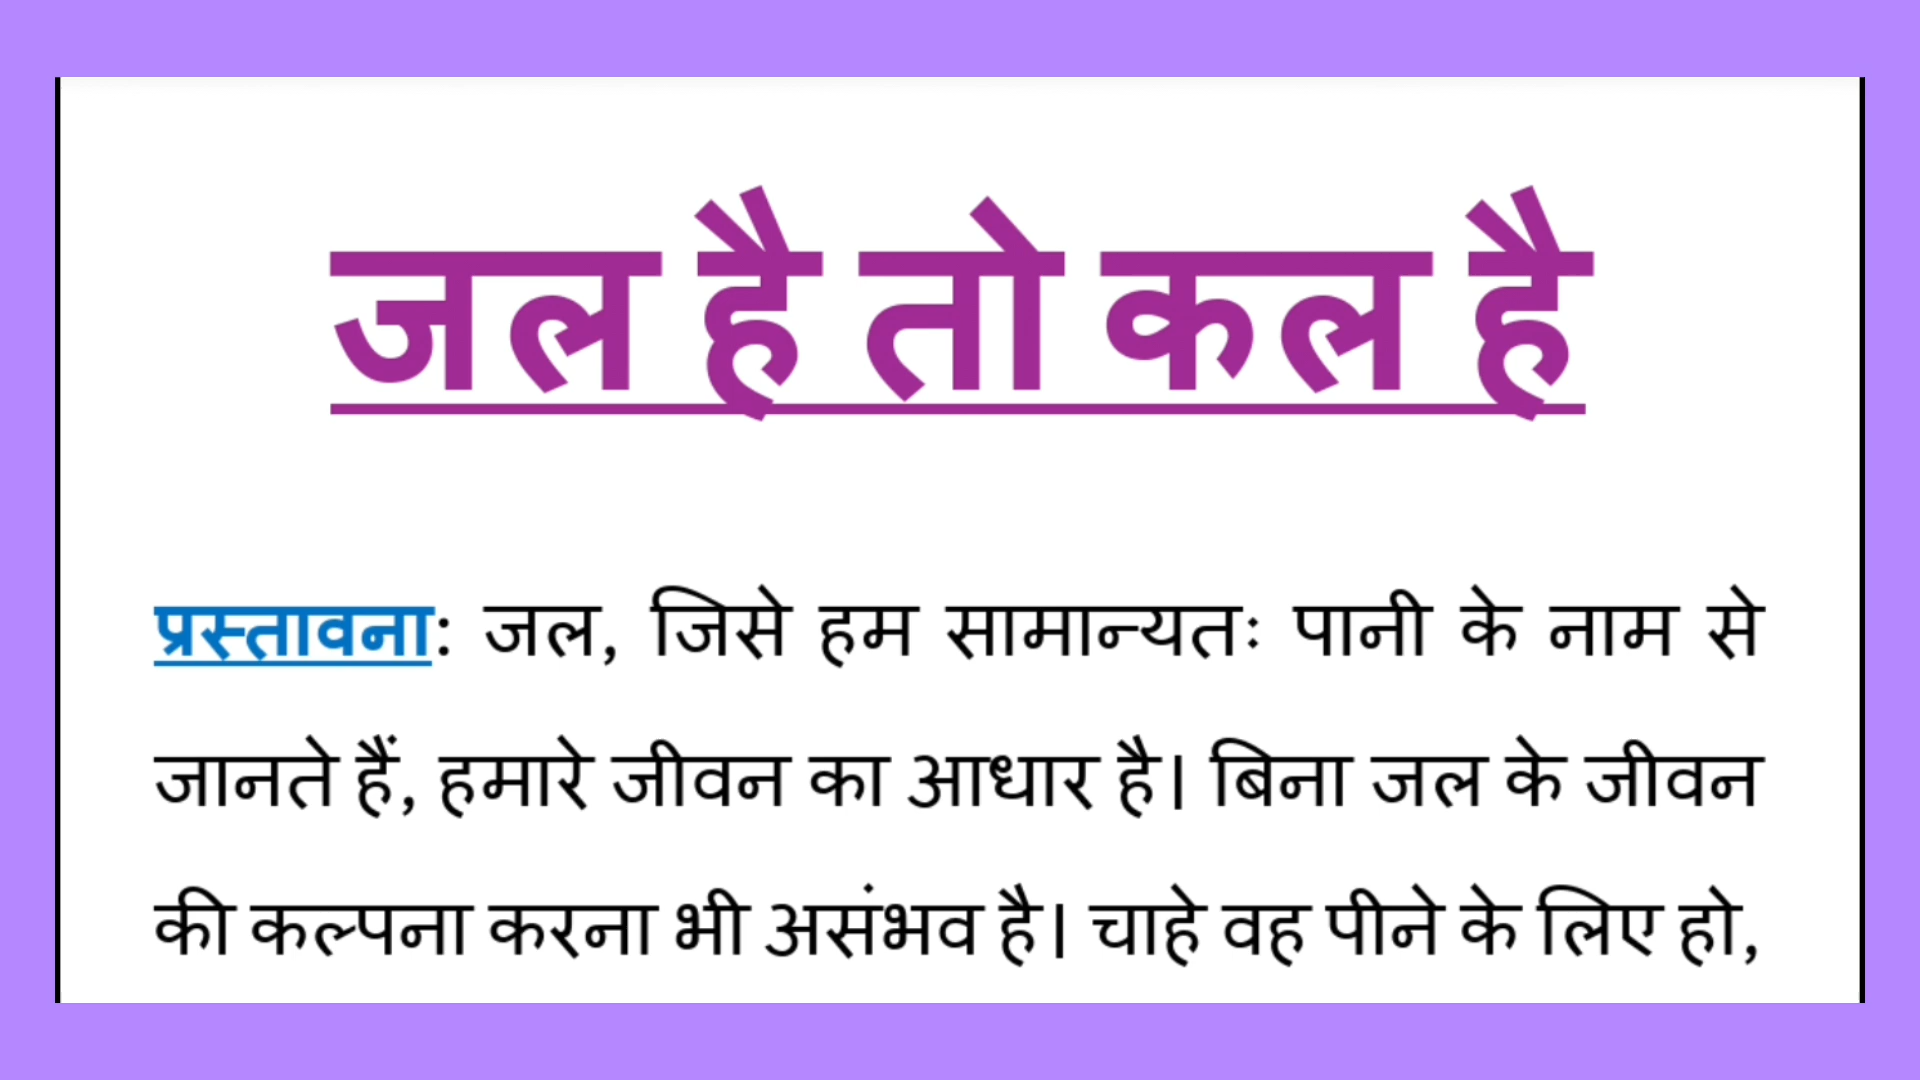 जल है तो कल है
प्रस्तावना: जल, जिसे हम सामान्यतः पानी के नाम से
जानते हैं, हमारे जीवन का आधार है। बिना जल के जीवन
की कल्पना करना भी असंभव है। चाहे वह पीने के लिए हो,